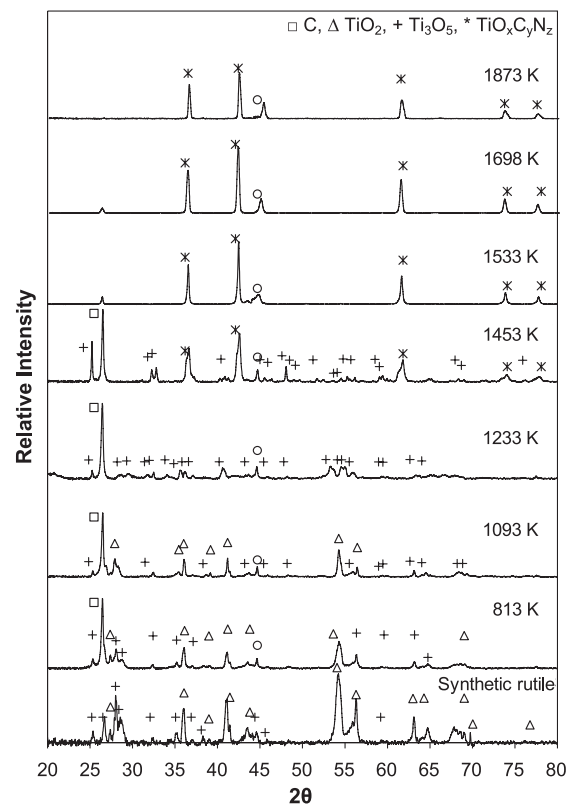 □ C, Δ TiO₂, + Ti₃O₅, * TiOₓCᵧN_z
1873 K
1698 K
1533 K
1453 K
1233 K
1093 K
813 K
Synthetic rutile
Relative Intensity
20 25 30 35 40 45 50 55 60 65 70 75 80
2θ